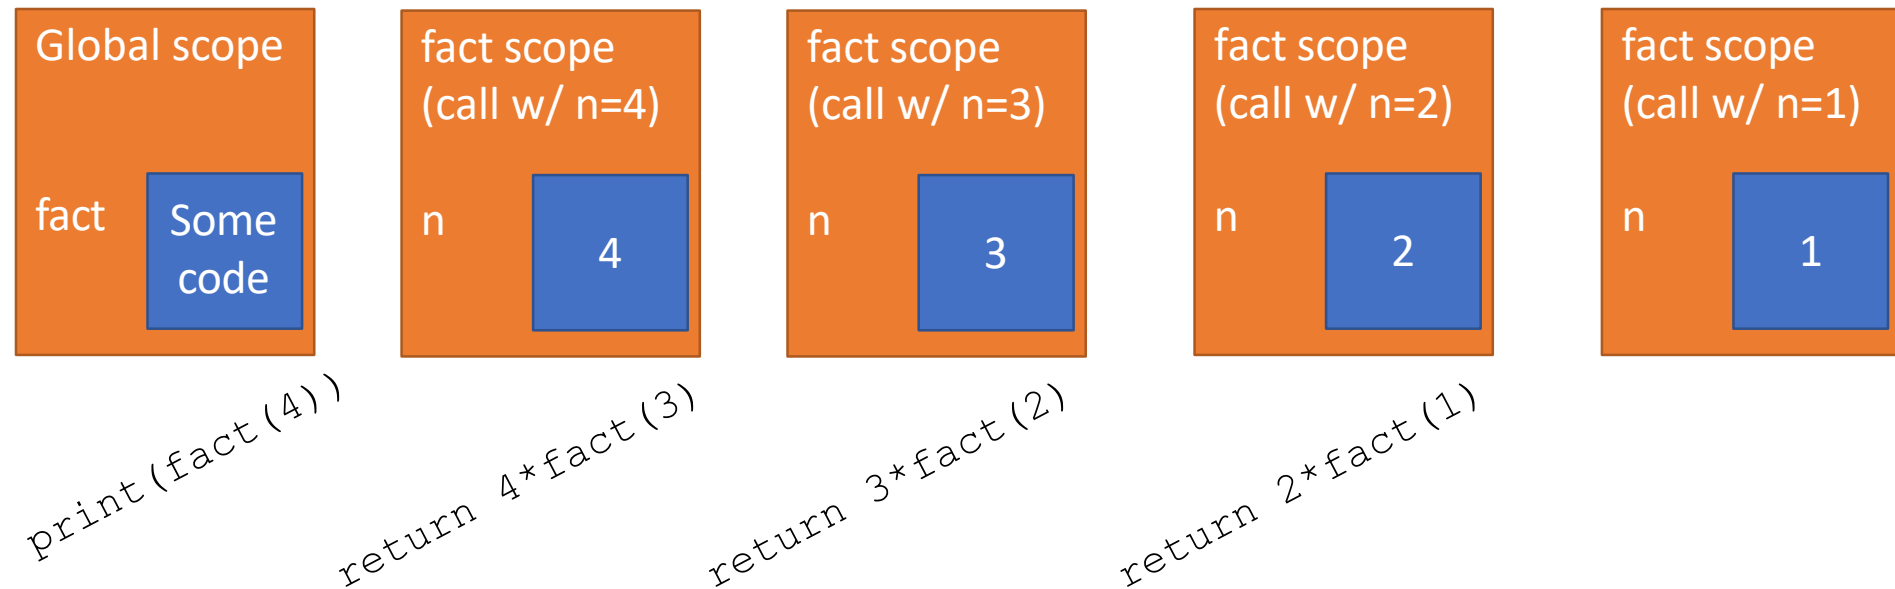 Global scope
fact
Some
code
fact scope
(call w/ n=4)
n
4
fact scope
(call w/ n=3)
n
3
fact scope
(call w/ n=2)
n
2
fact scope
(call w/ n=1)
n
1
print(fact(4))
return 4*fact(3)
return 3*fact(2)
return 2*fact(1)